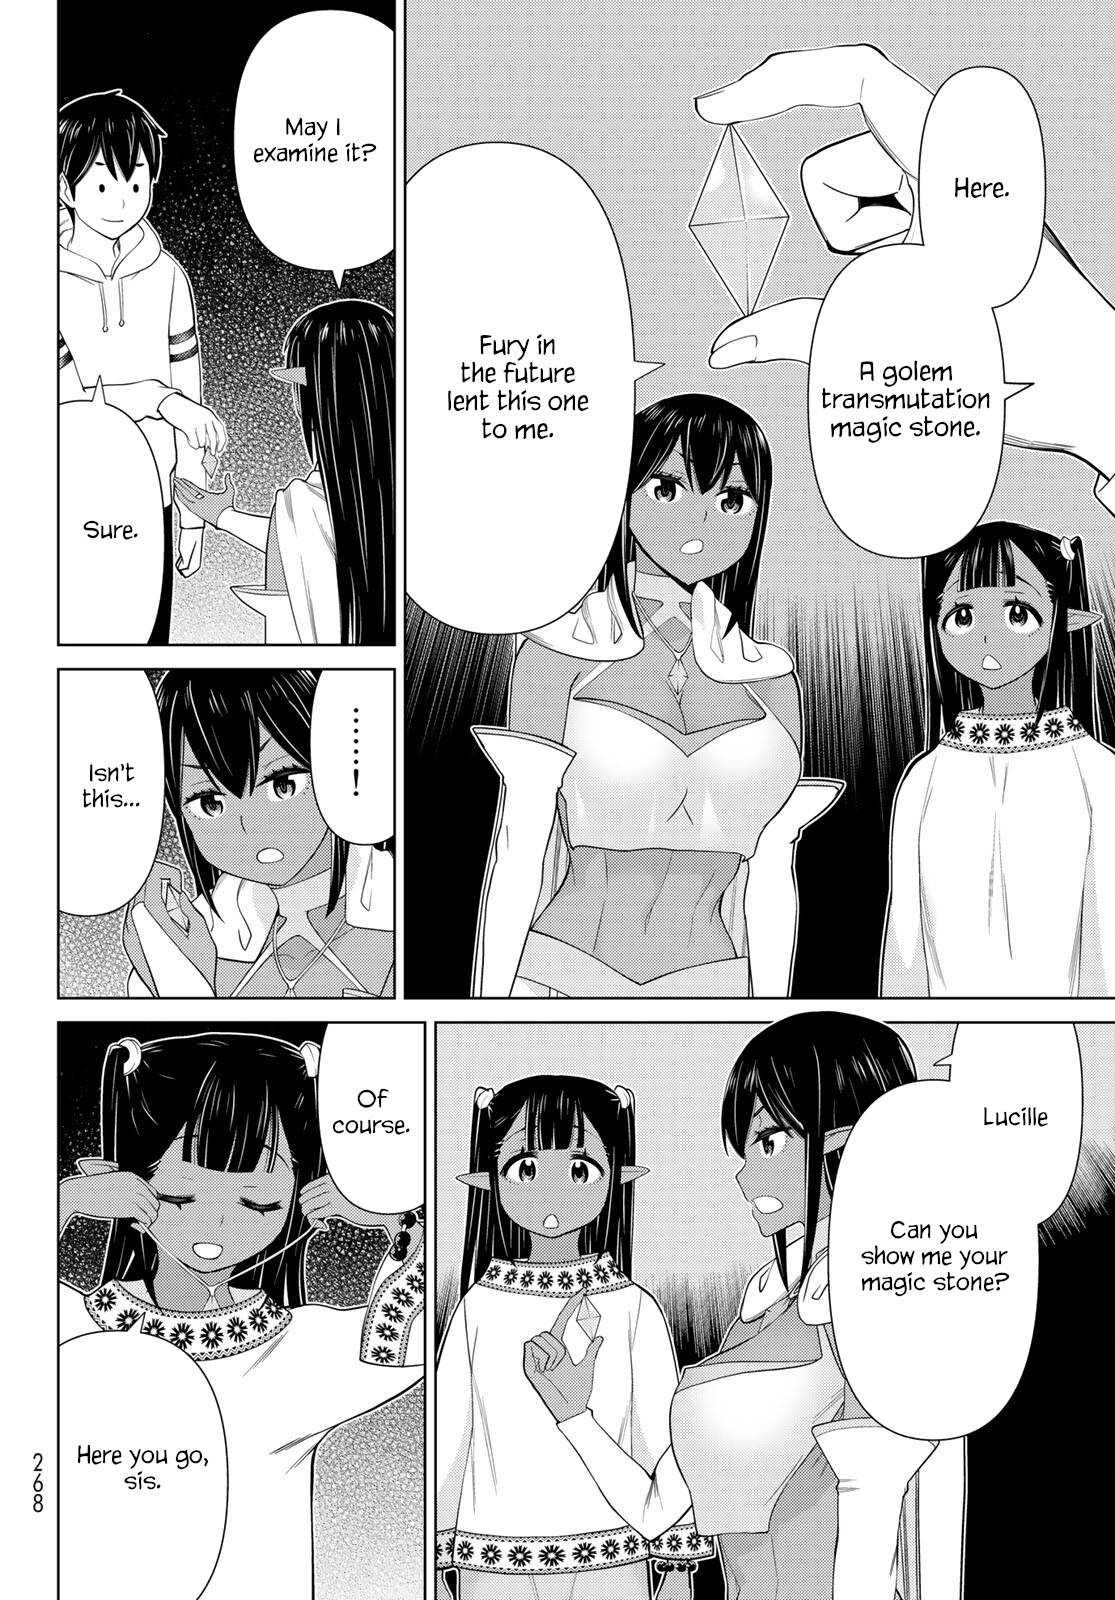 Here.
A golem
transmutation
magic stone.
Fury in
the future
lent this one
to me.
May I
examine it?
Sure.
......!
Isn't
this...
Lucille
Can you
show me your
magic stone?
Of
course.
Here you go,
sis.
268